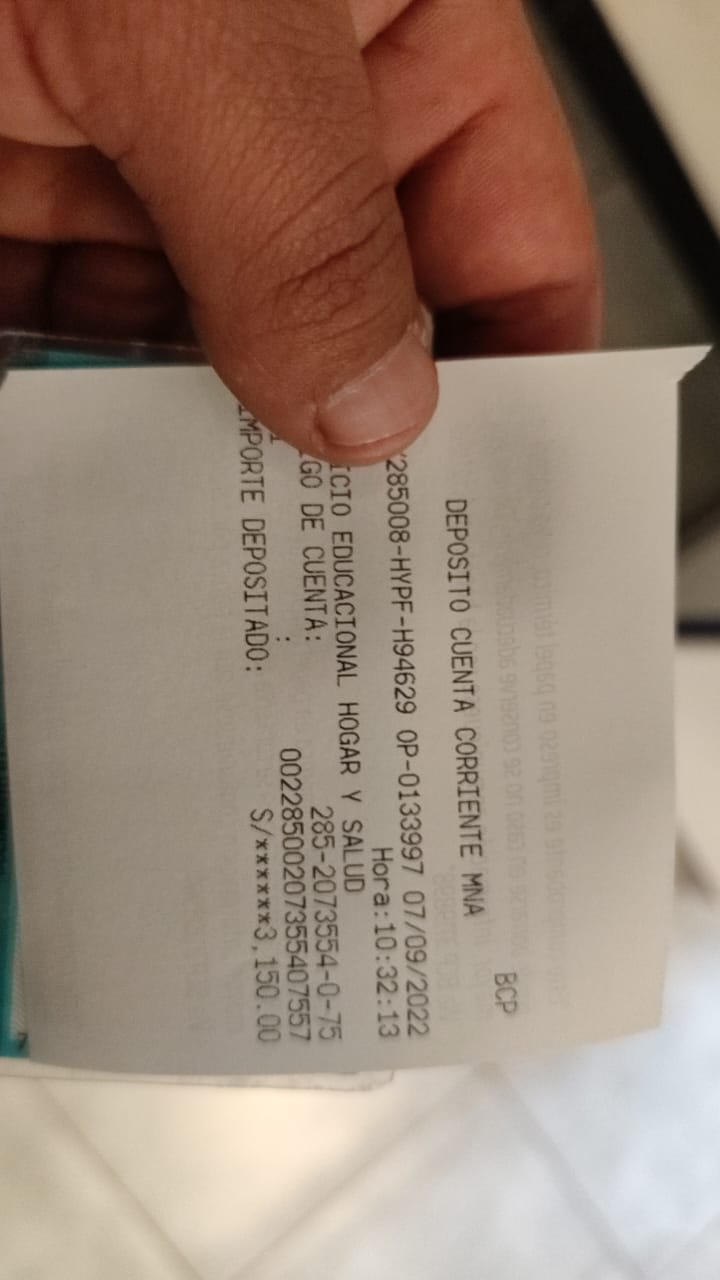 BCP
DEPOSITO CUENTA CORRIENTE MNA
285008-HYPF-H94629 OP-0133997 07/09/2022
Hora:10:32:13
ICIO EDUCACIONAL HOGAR Y SALUD
GO DE CUENTA: 285-2073554-0-75
: 00228500207355407557
IMPORTE DEPOSITADO: S/******3,150.00